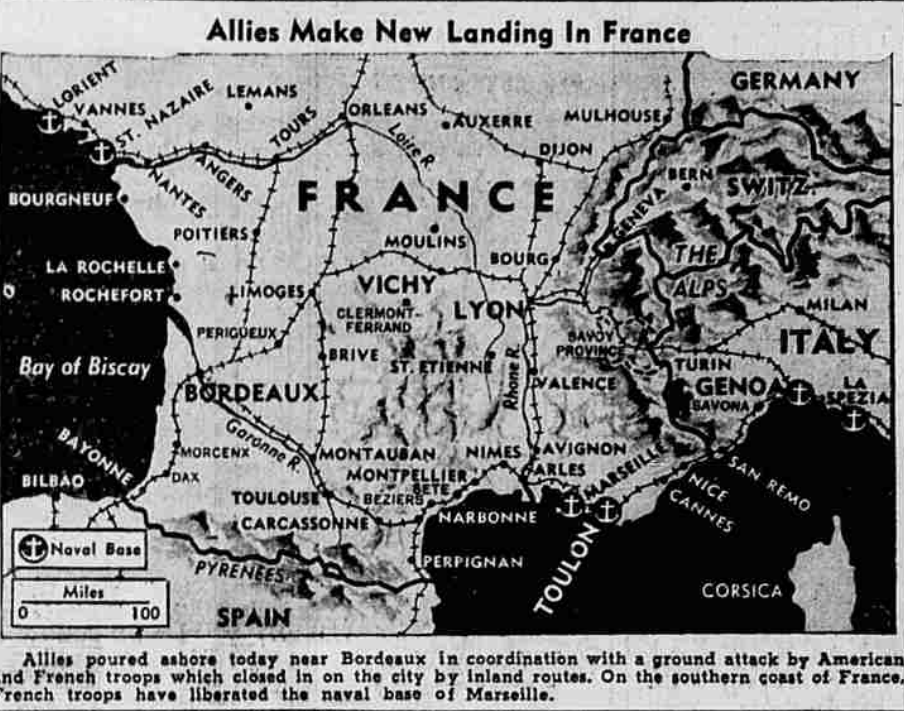 Allies Make New Landing In France
GERMANY
LORIENT
VANNES
ST. NAZAIRE
LEMANS
TOURS
ORLEANS
AUXERRE
MULHOUSE
Loire R.
DIJON
ANGERS
NANTES
BOURGNEUF
FRANCE
BERN
SWITZ.
GENEVA
POITIERS
MOULINS
BOURG
THE
ALPS
LA ROCHELLE
ROCHEFORT
LIMOGES
VICHY
CLERMONT-
FERRAND
LYON
MILAN
PERIGUEUX
BRIVE
ST. ETIENNE
SAVOY
PROVINCE
ITALY
TURIN
Bay of Biscay
BORDEAUX
Rhone R.
VALENCE
GENOA
SAVONA
LA
SPEZIA
BAYONNE
MORCENX
Garonne R.
MONTAUBAN
NIMES
AVIGNON
ARLES
MARSEILLE
SAN REMO
BILBAO
DAX
MONTPELLIER
SETE
BEZIERS
TOULOUSE
NICE
CANNES
CARCASSONNE
NARBONNE
TOULON
Naval Base
PYRENEES
PERPIGNAN
CORSICA
Miles
0 100
SPAIN
Allies poured ashore today near Bordeaux in coordination with a ground attack by American
nd French troops which closed in on the city by inland routes. On the southern coast of France,
rench troops have liberated the naval base of Marseille.